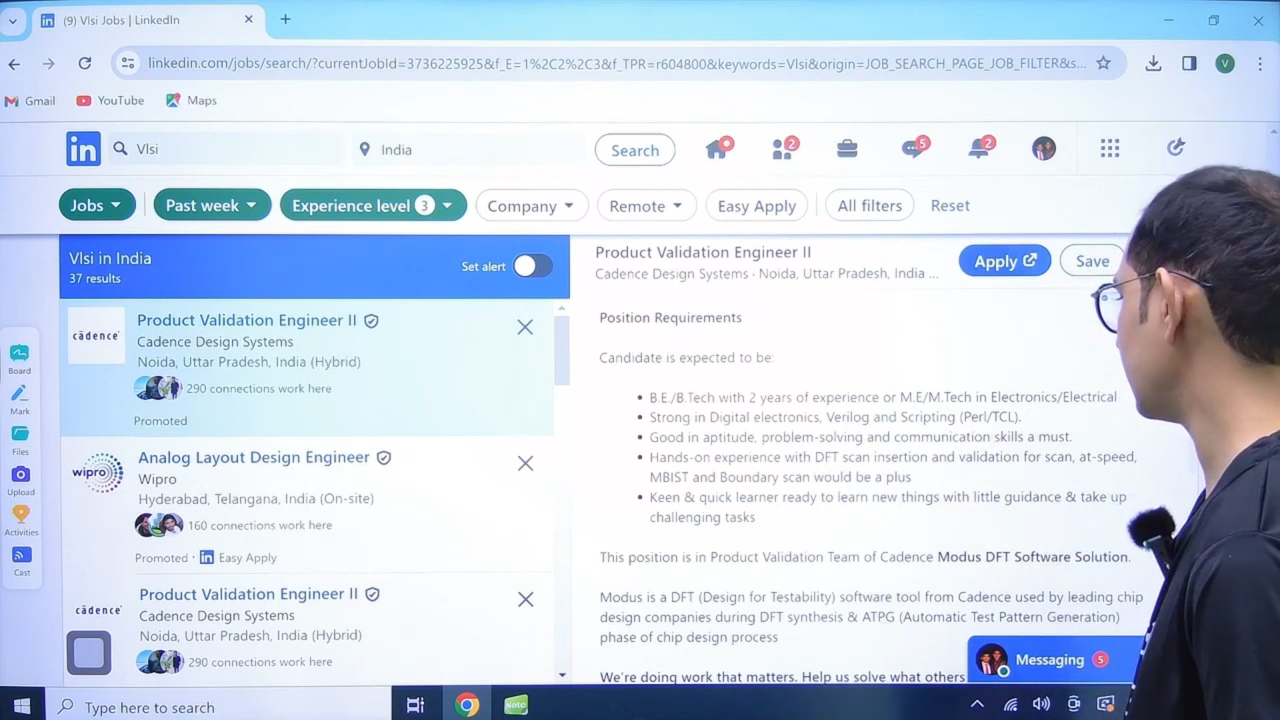 (9) Vlsi Jobs | LinkedIn
linkedin.com/jobs/search/?currentJobId=3736225925&f_E=1%2C2%2C3&f_TPR=r604800&keywords=Vlsi&origin=JOB_SEARCH_PAGE_JOB_FILTER&s...
V
Gmail
YouTube
Maps
in
Vlsi
India
Search
2
5
2
Jobs
Past week
Experience level 3
Company
Remote
Easy Apply
All filters
Reset
Vlsi in India
37 results
Set alert
cādence
Product Validation Engineer II
Cadence Design Systems
Noida, Uttar Pradesh, India (Hybrid)
290 connections work here
Promoted
wipro
Analog Layout Design Engineer
Wipro
Hyderabad, Telangana, India (On-site)
160 connections work here
Promoted · in Easy Apply
cādence
Product Validation Engineer II
Cadence Design Systems
Noida, Uttar Pradesh, India (Hybrid)
290 connections work here
Product Validation Engineer II
Cadence Design Systems · Noida, Uttar Pradesh, India ...
Apply
Save
Position Requirements
Candidate is expected to be:
• B.E./B.Tech with 2 years of experience or M.E/M.Tech in Electronics/Electrical
• Strong in Digital electronics, Verilog and Scripting (Perl/TCL).
• Good in aptitude, problem-solving and communication skills a must.
• Hands-on experience with DFT scan insertion and validation for scan, at-speed,
MBIST and Boundary scan would be a plus
• Keen & quick learner ready to learn new things with little guidance & take up
challenging tasks
This position is in Product Validation Team of Cadence Modus DFT Software Solution.
Modus is a DFT (Design for Testability) software tool from Cadence used by leading chip
design companies during DFT synthesis & ATPG (Automatic Test Pattern Generation)
phase of chip design process
We're doing work that matters. Help us solve what others
Messaging 5
Board
Mark
Files
Upload
Activities
Cast
Type here to search
Note